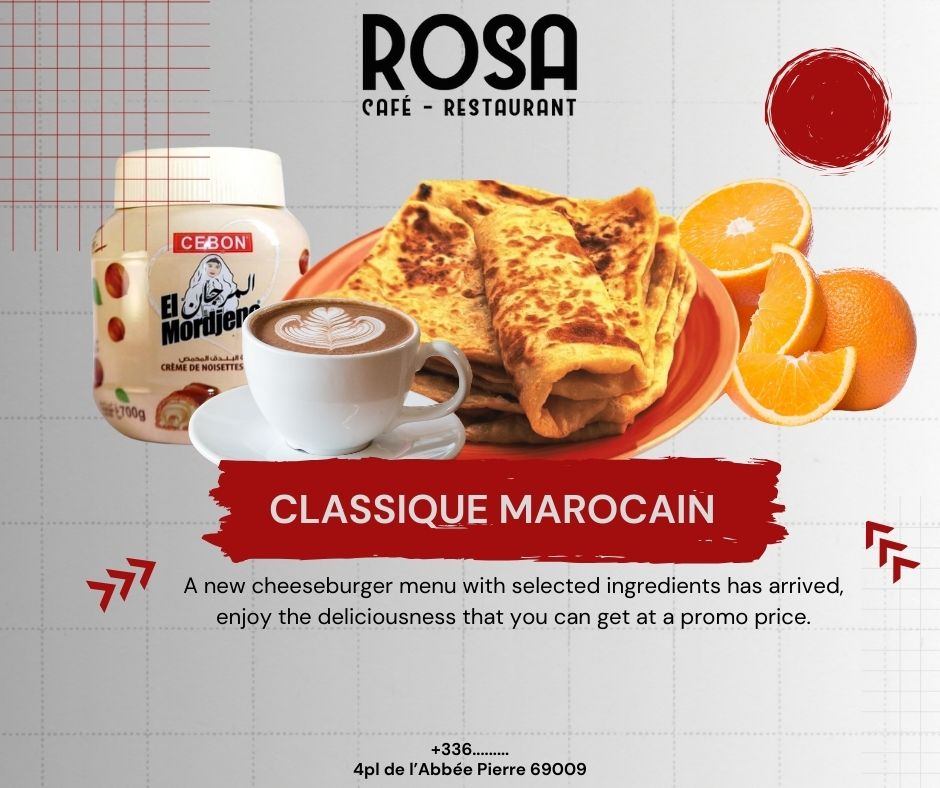 ROSA
CAFÉ - RESTAURANT
CEBON
المرجان
El
Mordjene
CRÈME DE NOISETTES
700g
CLASSIQUE MAROCAIN
A new cheeseburger menu with selected ingredients has arrived,
enjoy the deliciousness that you can get at a promo price.
+336.........
4pl de l’Abbée Pierre 69009